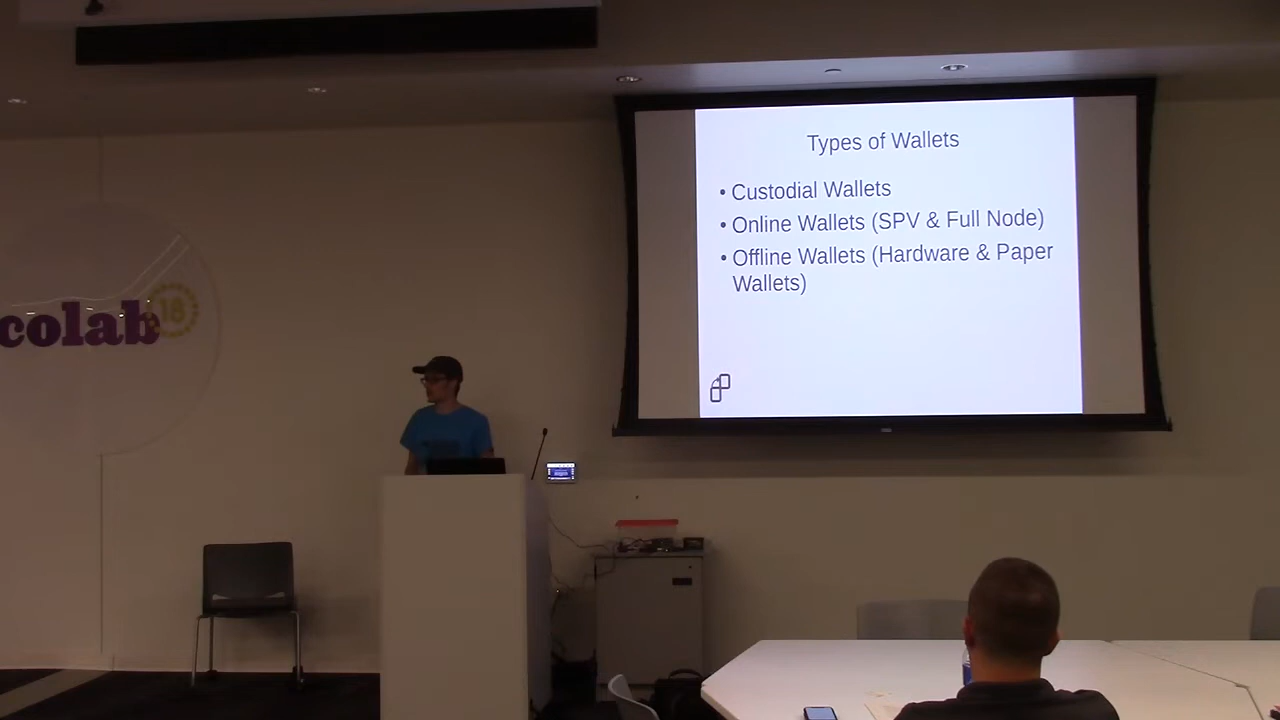 Types of Wallets
• Custodial Wallets
• Online Wallets (SPV & Full Node)
• Offline Wallets (Hardware & Paper
Wallets)
colab
18